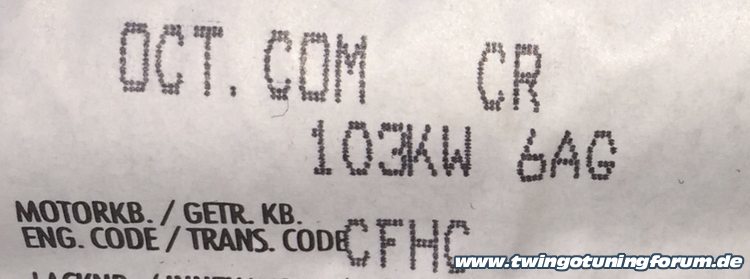 OCT. COM CR
103KW 6AG
MOTORKB. / GETR. KB.
ENG. CODE / TRANS. CODE CFHC
www.twingotuningforum.de